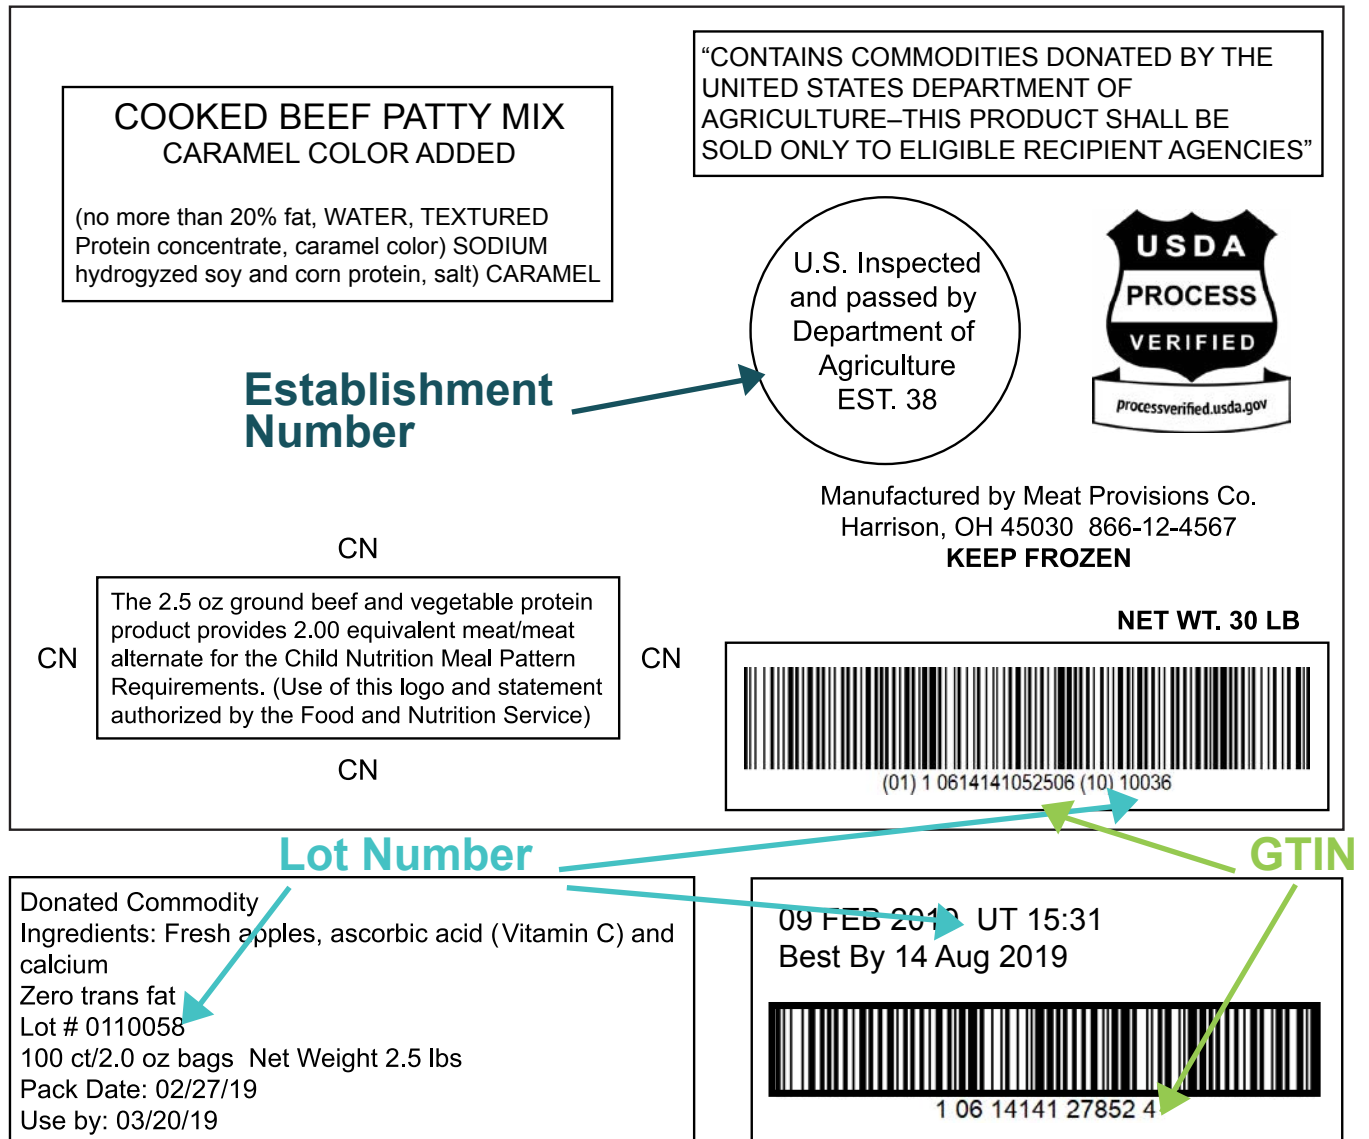 “CONTAINS COMMODITIES DONATED BY THE
UNITED STATES DEPARTMENT OF
AGRICULTURE–THIS PRODUCT SHALL BE
SOLD ONLY TO ELIGIBLE RECIPIENT AGENCIES”
COOKED BEEF PATTY MIX
CARAMEL COLOR ADDED
(no more than 20% fat, WATER, TEXTURED
Protein concentrate, caramel color) SODIUM
hydrogyzed soy and corn protein, salt) CARAMEL
U.S. Inspected
and passed by
Department of
Agriculture
EST. 38
USDA
PROCESS
VERIFIED
processverified.usda.gov
Establishment
Number
Manufactured by Meat Provisions Co.
Harrison, OH 45030 866-12-4567
KEEP FROZEN
CN
The 2.5 oz ground beef and vegetable protein
product provides 2.00 equivalent meat/meat
alternate for the Child Nutrition Meal Pattern
Requirements. (Use of this logo and statement
authorized by the Food and Nutrition Service)
CN
CN
CN
NET WT. 30 LB
(01) 1 0614141052506 (10) 10036
Lot Number
GTIN
Donated Commodity
Ingredients: Fresh apples, ascorbic acid (Vitamin C) and
calcium
Zero trans fat
Lot # 0110058
100 ct/2.0 oz bags Net Weight 2.5 lbs
Pack Date: 02/27/19
Use by: 03/20/19
09 FEB 2019 UT 15:31
Best By 14 Aug 2019
1 06 14141 27852 4